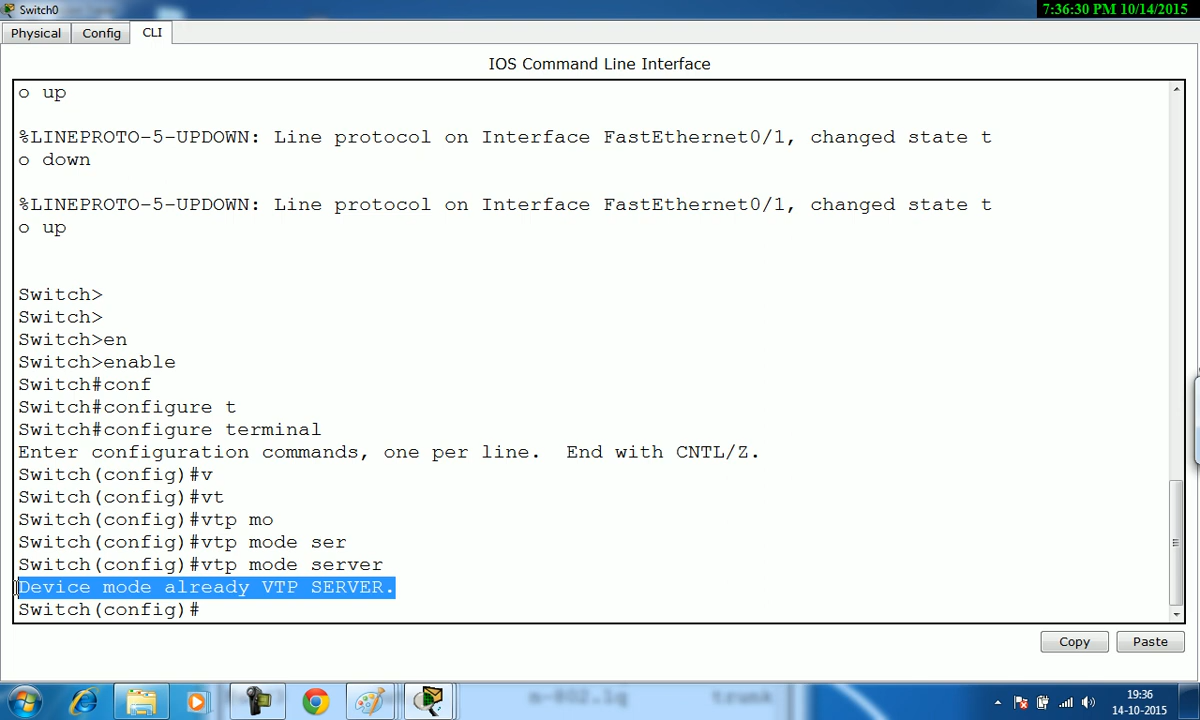 Switch0
7:36:30 PM 10/14/2015
Physical
Config
CLI
IOS Command Line Interface
o up
%LINEPROTO-5-UPDOWN: Line protocol on Interface FastEthernet0/1, changed state t
o down
%LINEPROTO-5-UPDOWN: Line protocol on Interface FastEthernet0/1, changed state t
o up
Switch>
Switch>
Switch>en
Switch>enable
Switch#conf
Switch#configure t
Switch#configure terminal
Enter configuration commands, one per line.  End with CNTL/Z.
Switch(config)#v
Switch(config)#vt
Switch(config)#vtp mo
Switch(config)#vtp mode ser
Switch(config)#vtp mode server
Device mode already VTP SERVER.
Switch(config)#
Copy
Paste
n-802.1q
trunk
19:36
14-10-2015